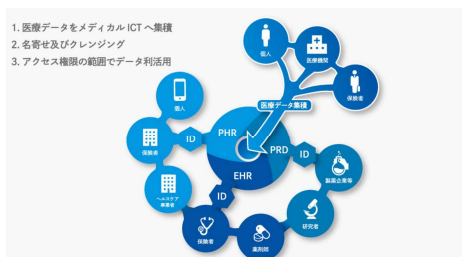 1. 医療データをメディカル ICT へ集積
2. 名寄せ及びクレンジング
3. アクセス権限の範囲でデータ利活用
個人
医療機関
保険者
医療データ集積
個人
保険者
ID
PHR
PRD
ID
EHR
ID
製薬企業等
ヘルスケア
事業者
研究者
保険者
薬剤師